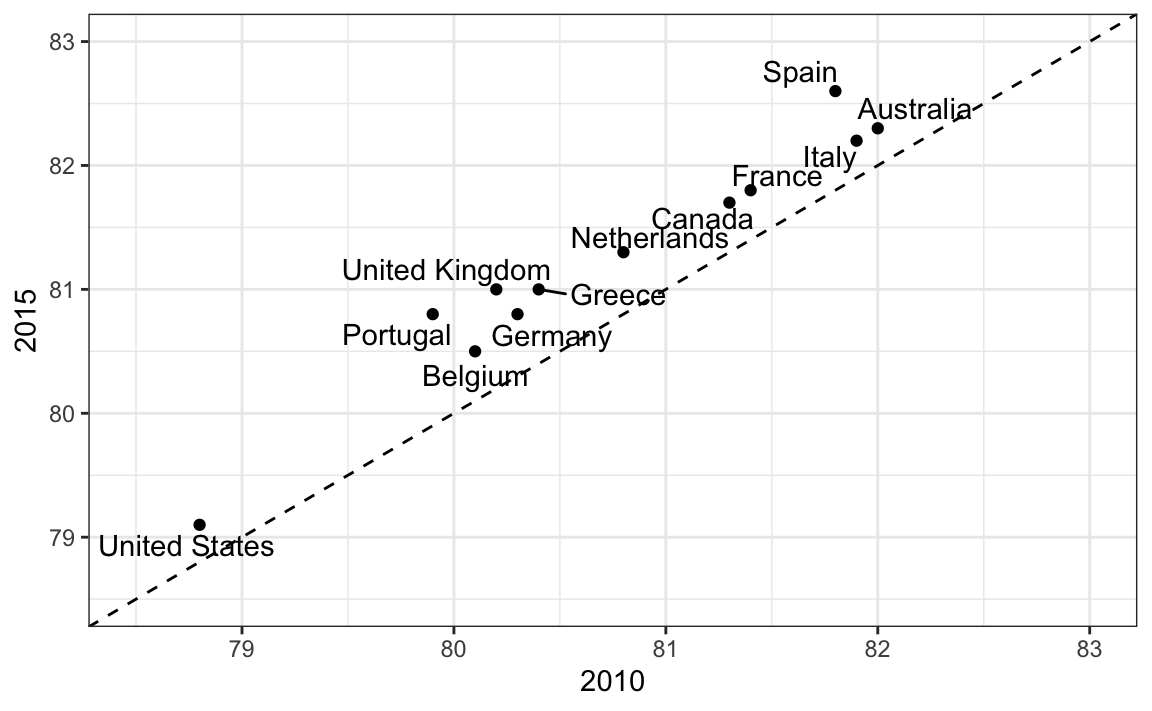 83
Spain
Australia
82
Italy
France
Canada
Netherlands
United Kingdom
81
Greece
Portugal
Germany
Belgium
80
79
United States
2015
79
80
81
82
83
2010